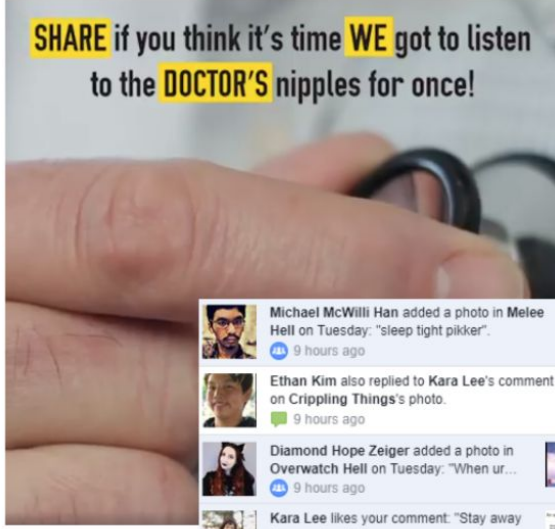 SHARE if you think it's time WE got to listen
to the DOCTOR'S nipples for once!
Michael McWilli Han added a photo in Melee
Hell on Tuesday: "sleep tight pikker".
9 hours ago
Ethan Kim also replied to Kara Lee's comment
on Crippling Things's photo.
9 hours ago
Diamond Hope Zeiger added a photo in
Overwatch Hell on Tuesday: "When ur...
9 hours ago
Kara Lee likes your comment: "Stay away